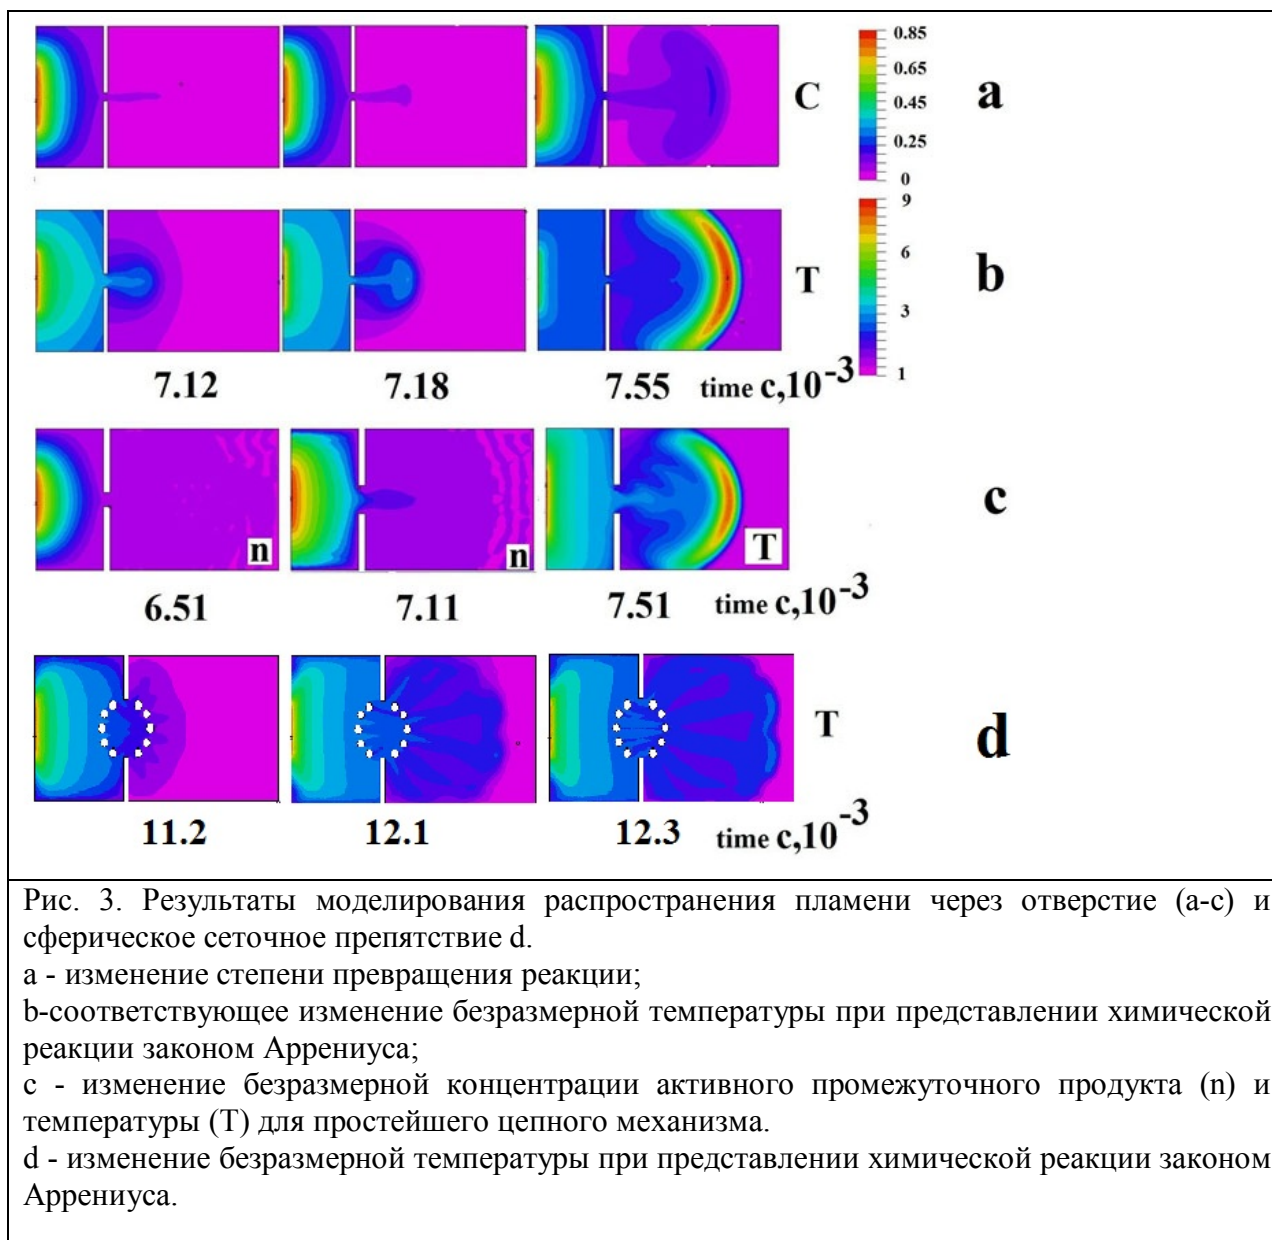 0.85
0.65
C
a
0.45
0.25
0
9
6
T
b
3
1
7.12 7.18 7.55 time c,10⁻³
n n T
c
6.51 7.11 7.51 time c,10⁻³
T
d
11.2 12.1 12.3 time c,10⁻³
Рис. 3. Результаты моделирования распространения пламени через отверстие (a-c) и
сферическое сеточное препятствие d.
a - изменение степени превращения реакции;
b-соответствующее изменение безразмерной температуры при представлении химической
реакции законом Аррениуса;
c - изменение безразмерной концентрации активного промежуточного продукта (n) и
температуры (T) для простейшего цепного механизма.
d - изменение безразмерной температуры при представлении химической реакции законом
Аррениуса.